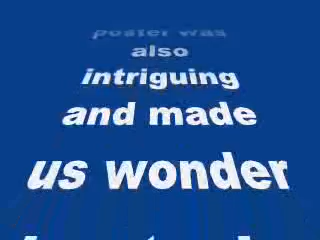 poster was
also
intriguing
and made
us wonder